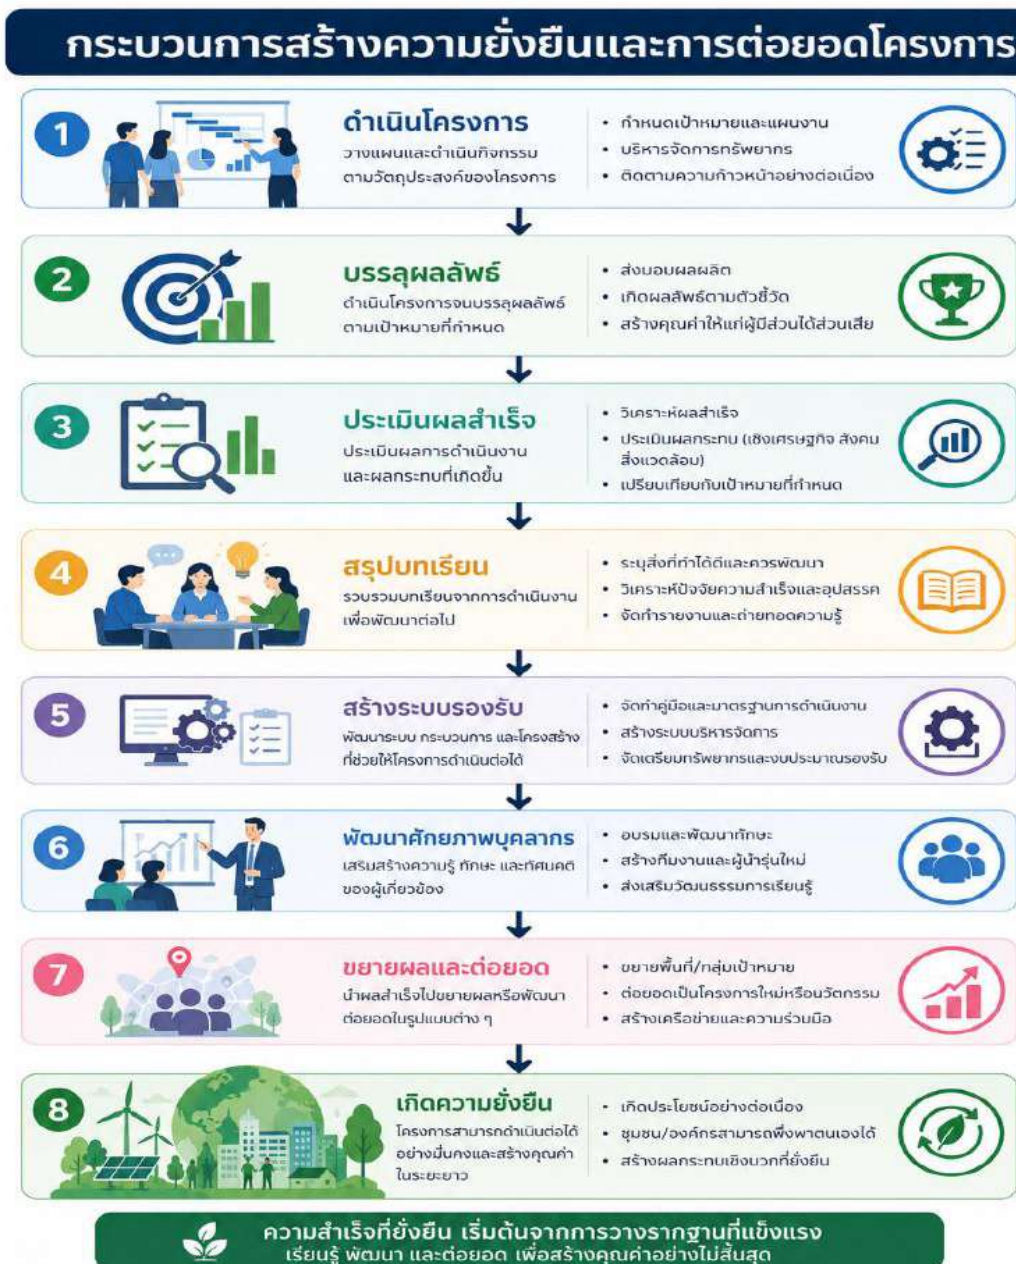 กระบวนการสร้างความยั่งยืนและการต่อยอดโครงการ
1
ดำเนินโครงการ
วางแผนและดำเนินกิจกรรม
ตามวัตถุประสงค์ของโครงการ
• กำหนดเป้าหมายและแผนงาน
• บริหารจัดการทรัพยากร
• ติดตามความก้าวหน้าอย่างต่อเนื่อง
2
บรรลุผลลัพธ์
ดำเนินโครงการจนบรรลุผลลัพธ์
ตามเป้าหมายที่กำหนด
• ส่งมอบผลผลิต
• เกิดผลลัพธ์ตามตัวชี้วัด
• สร้างคุณค่าให้แก่ผู้มีส่วนได้ส่วนเสีย
3
ประเมินผลสำเร็จ
ประเมินผลการดำเนินงาน
และผลกระทบที่เกิดขึ้น
• วิเคราะห์ผลสำเร็จ
• ประเมินผลกระทบ (เชิงเศรษฐกิจ สังคม
สิ่งแวดล้อม)
• เปรียบเทียบกับเป้าหมายที่กำหนด
4
สรุปบทเรียน
รวบรวมบทเรียนจากการดำเนินงาน
เพื่อพัฒนาต่อไป
• ระบุสิ่งที่ทำได้ดีและควรพัฒนา
• วิเคราะห์ปัจจัยความสำเร็จและอุปสรรค
• จัดทำรายงานและถ่ายทอดความรู้
5
สร้างระบบรองรับ
พัฒนาระบบ กระบวนการ และโครงสร้าง
ที่ช่วยให้โครงการดำเนินต่อได้
• จัดทำคู่มือและมาตรฐานการดำเนินงาน
• สร้างระบบบริหารจัดการ
• จัดเตรียมทรัพยากรและงบประมาณรองรับ
6
พัฒนาศักยภาพบุคลากร
เสริมสร้างความรู้ ทักษะ และทัศนคติ
ของผู้เกี่ยวข้อง
• อบรมและพัฒนาทักษะ
• สร้างทีมงานและผู้นำรุ่นใหม่
• ส่งเสริมวัฒนธรรมการเรียนรู้
7
ขยายผลและต่อยอด
นำผลสำเร็จไปขยายผลหรือพัฒนา
ต่อยอดในรูปแบบต่าง ๆ
• ขยายพื้นที่/กลุ่มเป้าหมาย
• ต่อยอดเป็นโครงการใหม่หรือนวัตกรรม
• สร้างเครือข่ายและความร่วมมือ
8
เกิดความยั่งยืน
โครงการสามารถดำเนินต่อได้
อย่างมั่นคงและสร้างคุณค่า
ในระยะยาว
• เกิดประโยชน์อย่างต่อเนื่อง
• ชุมชน/องค์กรสามารถพึ่งพาตนเองได้
• สร้างผลกระทบเชิงบวกที่ยั่งยืน
ความสำเร็จที่ยั่งยืน เริ่มต้นจากการวางรากฐานที่แข็งแรง
เรียนรู้ พัฒนา และต่อยอด เพื่อสร้างคุณค่าอย่างไม่สิ้นสุด